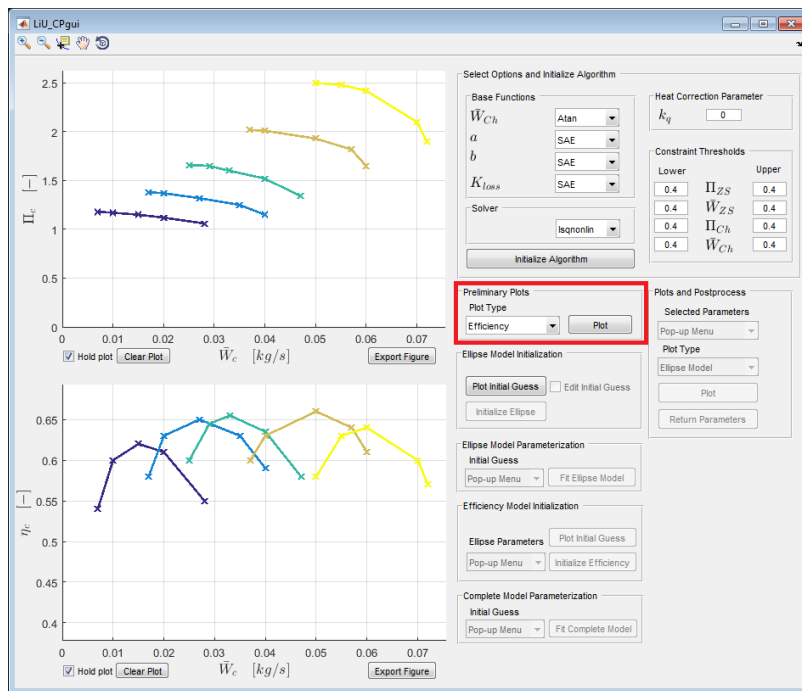 LiU_CPgui
Select Options and Initialize Algorithm
Base Functions
W̄_Ch Atan
a SAE
b SAE
K_loss SAE
Solver
lsqnonlin
Initialize Algorithm
Heat Correction Parameter
k_q 0
Constraint Thresholds
Lower Upper
0.4 Π_ZS 0.4
0.4 W̄_ZS 0.4
0.4 Π_Ch 0.4
0.4 W̄_Ch 0.4
2.5
2
1.5
1
0.5
0
Π_c [−]
0 0.01 0.02 0.03 0.04 0.05 0.06 0.07
Hold plot Clear Plot W̄_c [kg/s] Export Figure
Preliminary Plots
Plot Type
Efficiency Plot
Plots and Postprocess
Selected Parameters
Pop-up Menu
Plot Type
Ellipse Model
Plot
Return Parameters
Ellipse Model Initialization
Plot Initial Guess Edit Initial Guess
Initialize Ellipse
Ellipse Model Parameterization
Initial Guess
Pop-up Menu Fit Ellipse Model
Efficiency Model Initialization
Plot Initial Guess
Ellipse Parameters
Pop-up Menu Initialize Efficiency
Complete Model Parameterization
Initial Guess
Pop-up Menu Fit Complete Model
0.65
0.6
0.55
0.5
0.45
0.4
η_c [−]
0 0.01 0.02 0.03 0.04 0.05 0.06 0.07
Hold plot Clear Plot W̄_c [kg/s] Export Figure